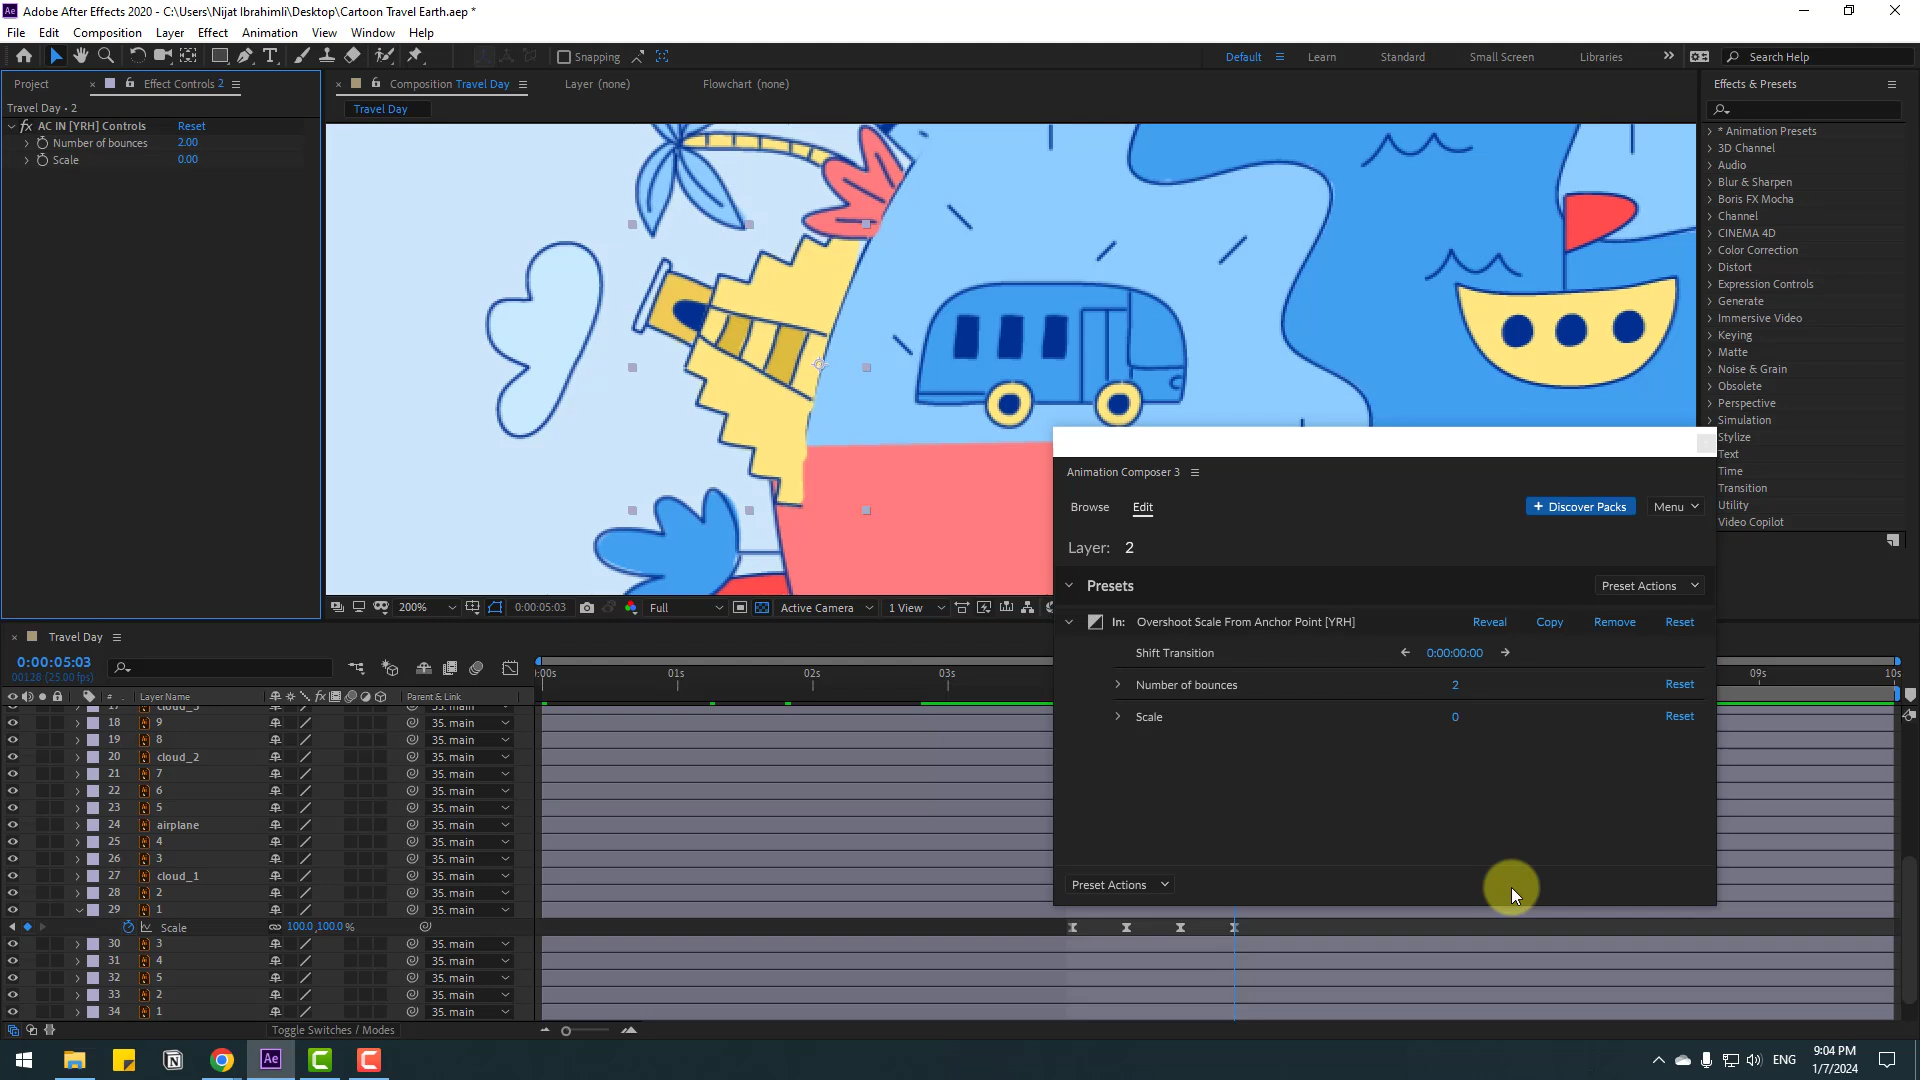 Adobe After Effects 2020 - C:\Users\Nijat Ibrahimli\Desktop\Cartoon Travel Earth.aep *
File Edit Composition Layer Effect Animation View Window Help
Snapping
Default Learn Standard Small Screen Libraries
Search Help
Project
Effect Controls 2
Travel Day • 2
fx AC IN [YRH] Controls Reset
Number of bounces 2.00
Scale 0.00
Composition Travel Day
Layer (none)
Flowchart (none)
Travel Day
200%
0:00:05:03
Full
Active Camera
1 View
Effects & Presets
* Animation Presets
3D Channel
Audio
Blur & Sharpen
Boris FX Mocha
Channel
CINEMA 4D
Color Correction
Distort
Expression Controls
Generate
Immersive Video
Keying
Matte
Noise & Grain
Obsolete
Perspective
Simulation
Stylize
Text
Time
Transition
Utility
Video Copilot
Animation Composer 3
Browse Edit
+ Discover Packs Menu
Layer: 2
Presets Preset Actions
In: Overshoot Scale From Anchor Point [YRH] Reveal Copy Remove Reset
Shift Transition 0:00:00:00
Number of bounces 2 Reset
Scale 0 Reset
Preset Actions
Travel Day
0:00:05:03
00128 (25.00 fps)
:00s 01s 02s 03s 09s 10s
# Layer Name fx Parent & Link
17 cloud_3 35. main
18 9 35. main
19 8 35. main
20 cloud_2 35. main
21 7 35. main
22 6 35. main
23 5 35. main
24 airplane 35. main
25 4 35. main
26 3 35. main
27 cloud_1 35. main
28 2 35. main
29 1 35. main
Scale 100.0,100.0%
30 3 35. main
31 4 35. main
32 5 35. main
33 2 35. main
34 1 35. main
Toggle Switches / Modes
Ae
ENG
9:04 PM
1/7/2024